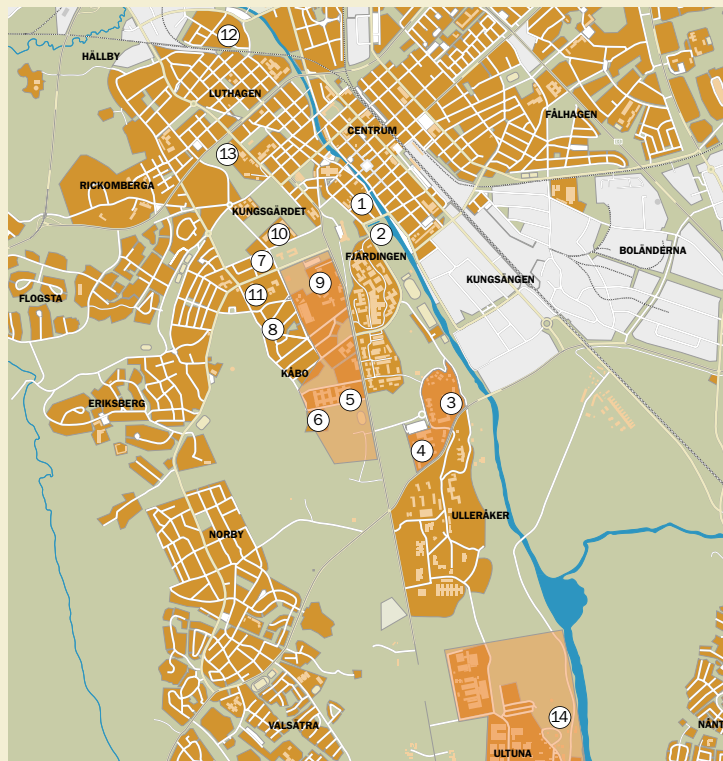 12
HÄLLBY
LUTHAGEN
FÅLHAGEN
CENTRUM
13
RICKOMBERGA
1
KUNGSGÄRDET
10
2
BOLÄNDERNA
7
FJÄRDINGEN
KUNGSÄNGEN
9
FLOGSTA
11
8
KÅBO
ERIKSBERG
5
3
6
4
ULLERÅKER
NORBY
14
VALSÄTRA
NÅNT
ULTUNA